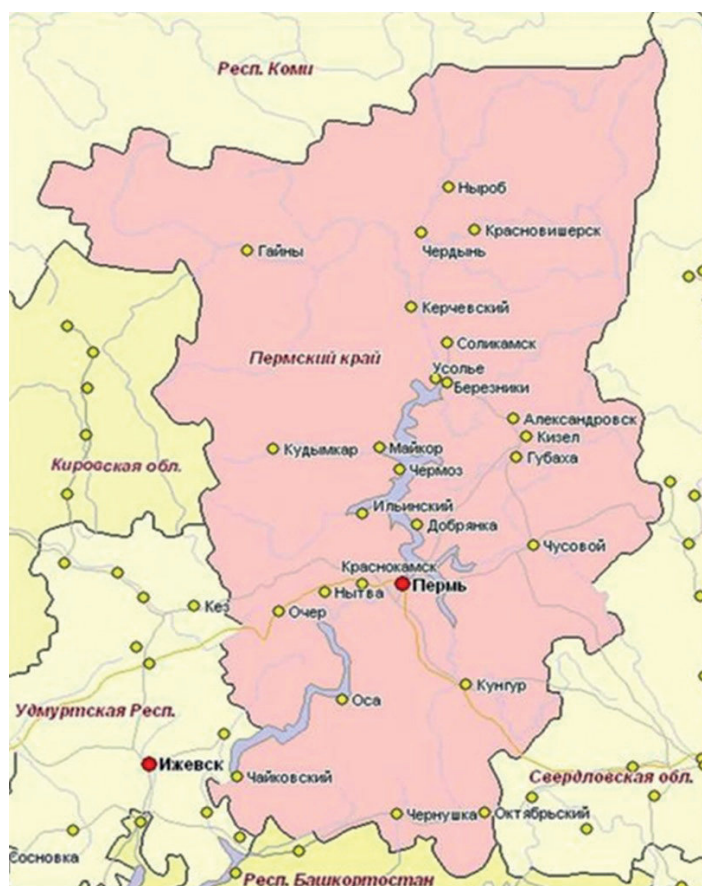 Респ. Коми
Ныроб
Красновишерск
Чердынь
Гайны
Керчевский
Соликамск
Пермский край
Усолье
Березники
Александровск
Кизел
Губаха
Кудымкар
Майкор
Кировская обл.
Чермоз
Ильинский
Добрянка
Чусовой
Краснокамск
Пермь
Нытва
Кез
Очер
Кунгур
Оса
Удмуртская Респ.
Ижевск
Чайковский
Свердловская обл.
Чернушка
Октябрьский
Сосновка
Респ. Башкортостан